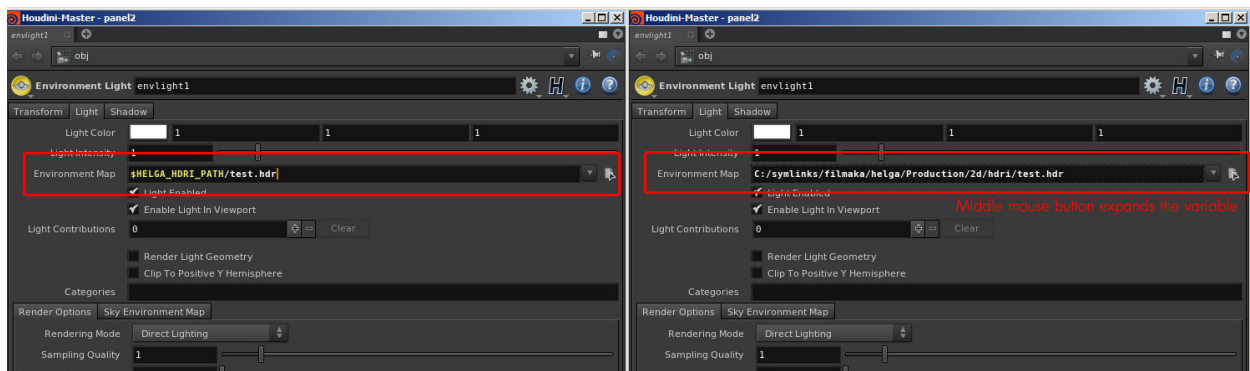 Houdini-Master - panel2
envlight1
obj
Environment Light envlight1
Transform Light Shadow
Light Color 1 1 1
Light Intensity 1
Environment Map $HELGA_HDRI_PATH/test.hdr
Light Enabled
Enable Light In Viewport
Light Contributions 0 Clear
Render Light Geometry
Clip To Positive Y Hemisphere
Categories
Render Options Sky Environment Map
Rendering Mode Direct Lighting
Sampling Quality 1
Houdini-Master - panel2
envlight1
obj
Environment Light envlight1
Transform Light Shadow
Light Color 1 1 1
Light Intensity 1
Environment Map C:/symlinks/filmaka/helga/Production/2d/hdri/test.hdr
Light Enabled
Enable Light In Viewport
Middle mouse button expands the variable
Light Contributions 0 Clear
Render Light Geometry
Clip To Positive Y Hemisphere
Categories
Render Options Sky Environment Map
Rendering Mode Direct Lighting
Sampling Quality 1